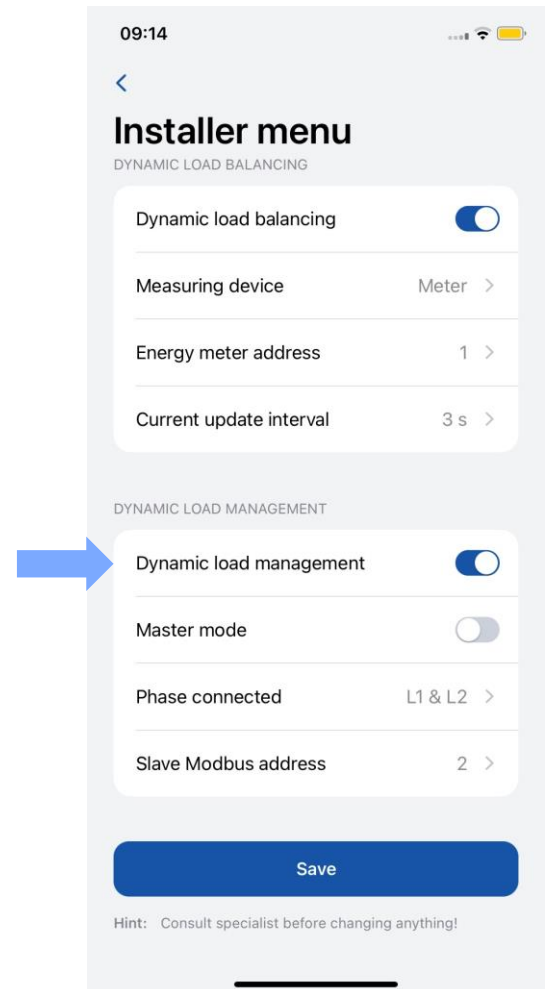 09:14
Installer menu
DYNAMIC LOAD BALANCING
Dynamic load balancing
Measuring device Meter
Energy meter address 1
Current update interval 3 s
DYNAMIC LOAD MANAGEMENT
Dynamic load management
Master mode
Phase connected L1 & L2
Slave Modbus address 2
Save
Hint: Consult specialist before changing anything!